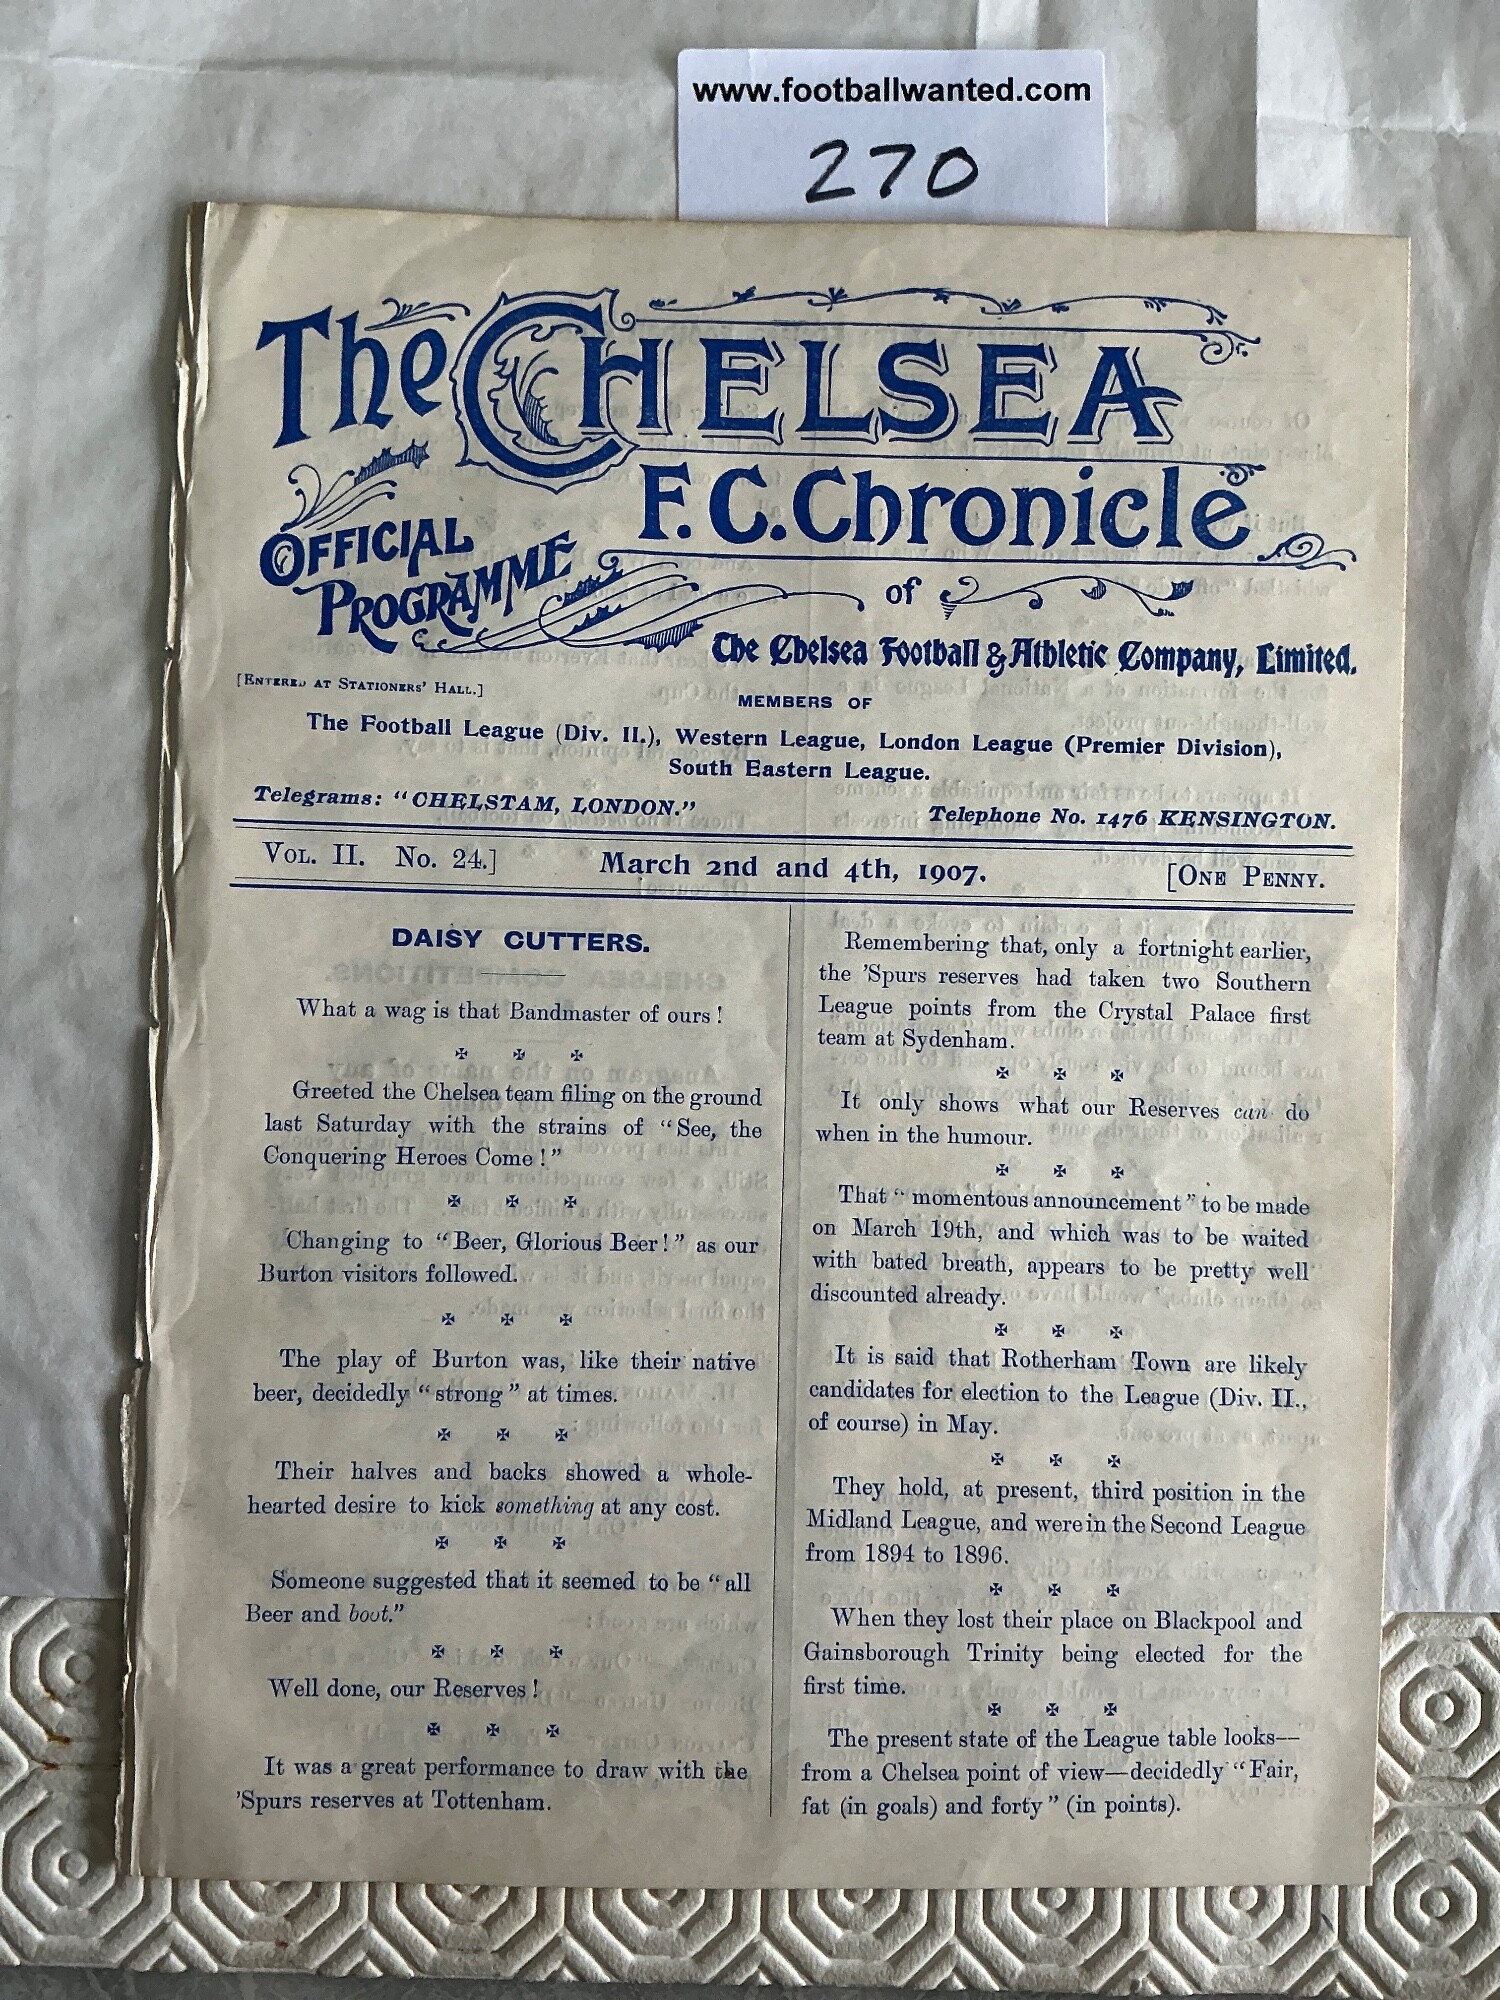 www.footballwanted.com
270
The CHELSEA
F.C. Chronicle
OFFICIAL
PROGRAMME
of
The Chelsea Football & Athletic Company, Limited.
[ENTERED AT STATIONERS' HALL.]
MEMBERS OF
The Football League (Div. II.), Western League, London League (Premier Division),
South Eastern League.
Telegrams: "CHELSTAM, LONDON."
Telephone No. 1476 KENSINGTON.
VOL. II. No. 24.] March 2nd and 4th, 1907. [ONE PENNY.
DAISY CUTTERS.
What a wag is that Bandmaster of ours!
✠ ✠ ✠
Greeted the Chelsea team filing on the ground
last Saturday with the strains of "See, the
Conquering Heroes Come!"
✠ ✠ ✠
Changing to "Beer, Glorious Beer!" as our
Burton visitors followed.
✠ ✠ ✠
The play of Burton was, like their native
beer, decidedly "strong" at times.
✠ ✠ ✠
Their halves and backs showed a whole-
hearted desire to kick something at any cost.
✠ ✠ ✠
Someone suggested that it seemed to be "all
Beer and boot."
✠ ✠ ✠
Well done, our Reserves!
✠ ✠ ✠
It was a great performance to draw with the
'Spurs reserves at Tottenham.
Remembering that, only a fortnight earlier,
the 'Spurs reserves had taken two Southern
League points from the Crystal Palace first
team at Sydenham.
✠ ✠ ✠
It only shows what our Reserves can do
when in the humour.
✠ ✠ ✠
That "momentous announcement" to be made
on March 19th, and which was to be waited
with bated breath, appears to be pretty well
discounted already.
✠ ✠ ✠
It is said that Rotherham Town are likely
candidates for election to the League (Div. II.,
of course) in May.
✠ ✠ ✠
They hold, at present, third position in the
Midland League, and were in the Second League
from 1894 to 1896.
✠ ✠ ✠
When they lost their place on Blackpool and
Gainsborough Trinity being elected for the
first time.
✠ ✠ ✠
The present state of the League table looks—
from a Chelsea point of view—decidedly "Fair,
fat (in goals) and forty" (in points).